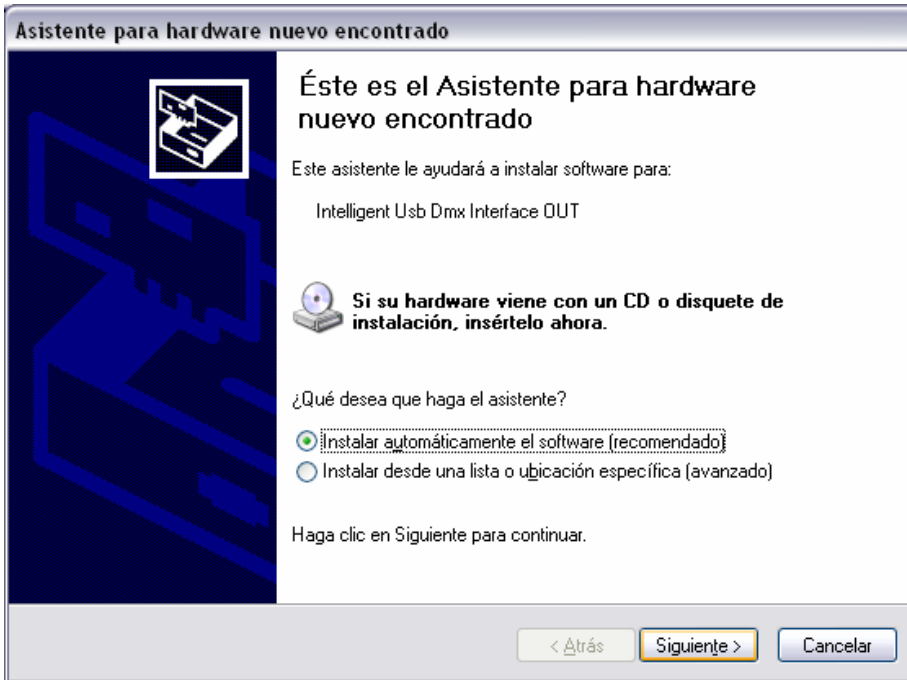 Asistente para hardware nuevo encontrado
Éste es el Asistente para hardware
nuevo encontrado
Este asistente le ayudará a instalar software para:
Intelligent Usb Dmx Interface OUT
Si su hardware viene con un CD o disquete de
instalación, insértelo ahora.
¿Qué desea que haga el asistente?
Instalar automáticamente el software (recomendado)
Instalar desde una lista o ubicación específica (avanzado)
Haga clic en Siguiente para continuar.
< Atrás Siguiente > Cancelar